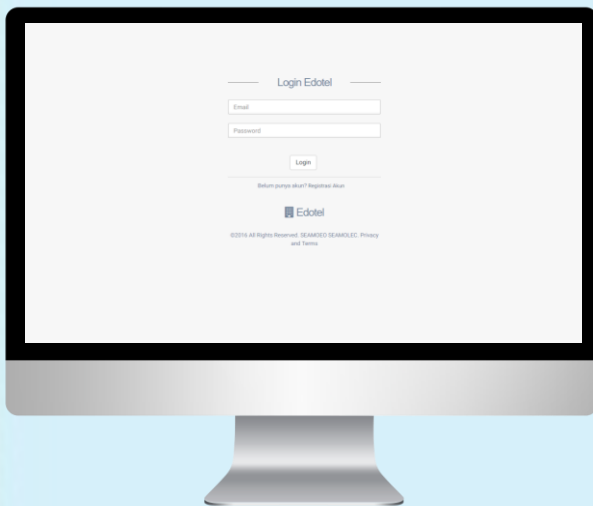 Login Edotel
Email
Password
Login
Belum punya akun? Registrasi Akun
Edotel
©2016 All Rights Reserved. SEAMOEO SEAMOLEC. Privacy
and Terms